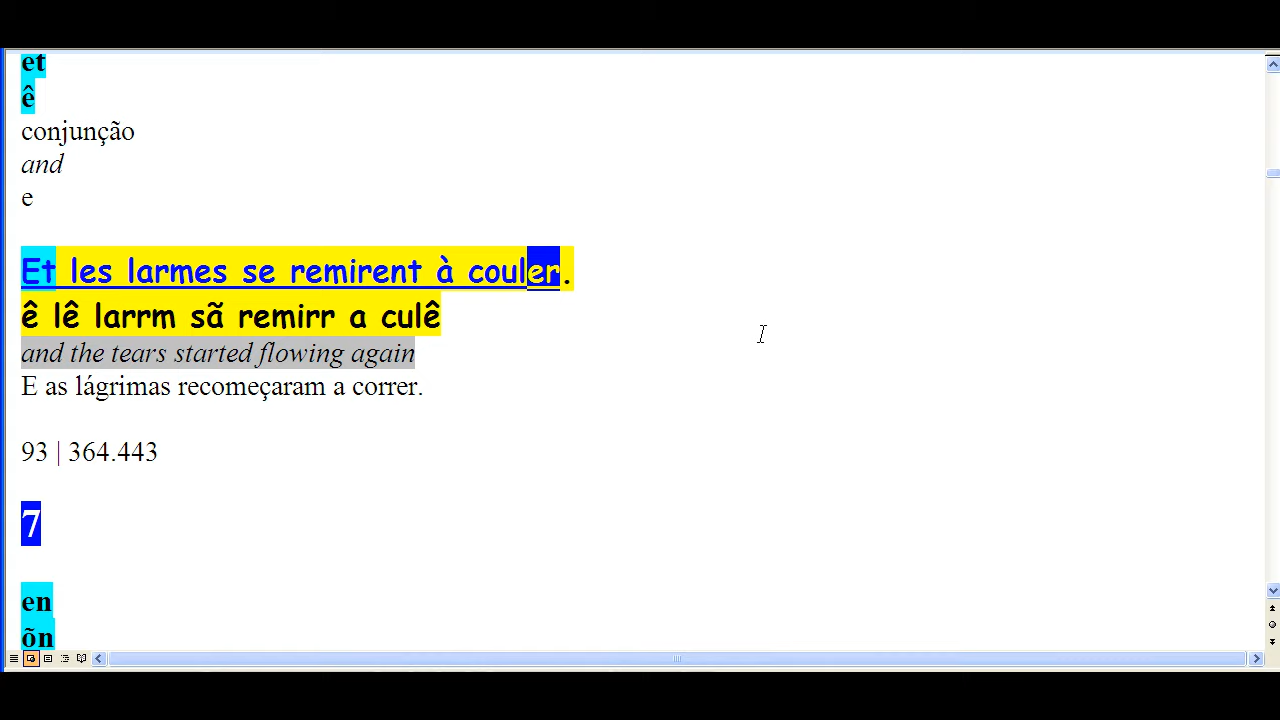 et
ê
conjunção
and
e
Et les larmes se remirent à couler.
ê lê larrm sã remirr a culê
and the tears started flowing again
E as lágrimas recomeçaram a correr.
93 | 364.443
7
en
õn